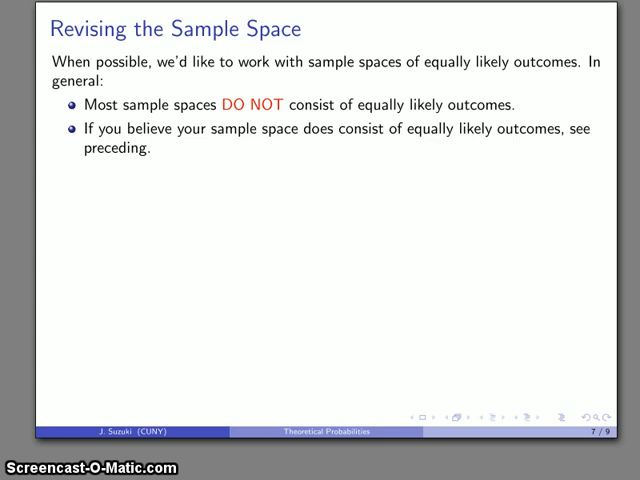 Revising the Sample Space
When possible, we'd like to work with sample spaces of equally likely outcomes. In
general:
Most sample spaces DO NOT consist of equally likely outcomes.
If you believe your sample space does consist of equally likely outcomes, see
preceding.
J. Suzuki (CUNY)
Theoretical Probabilities
7 / 9
Screencast-O-Matic.com